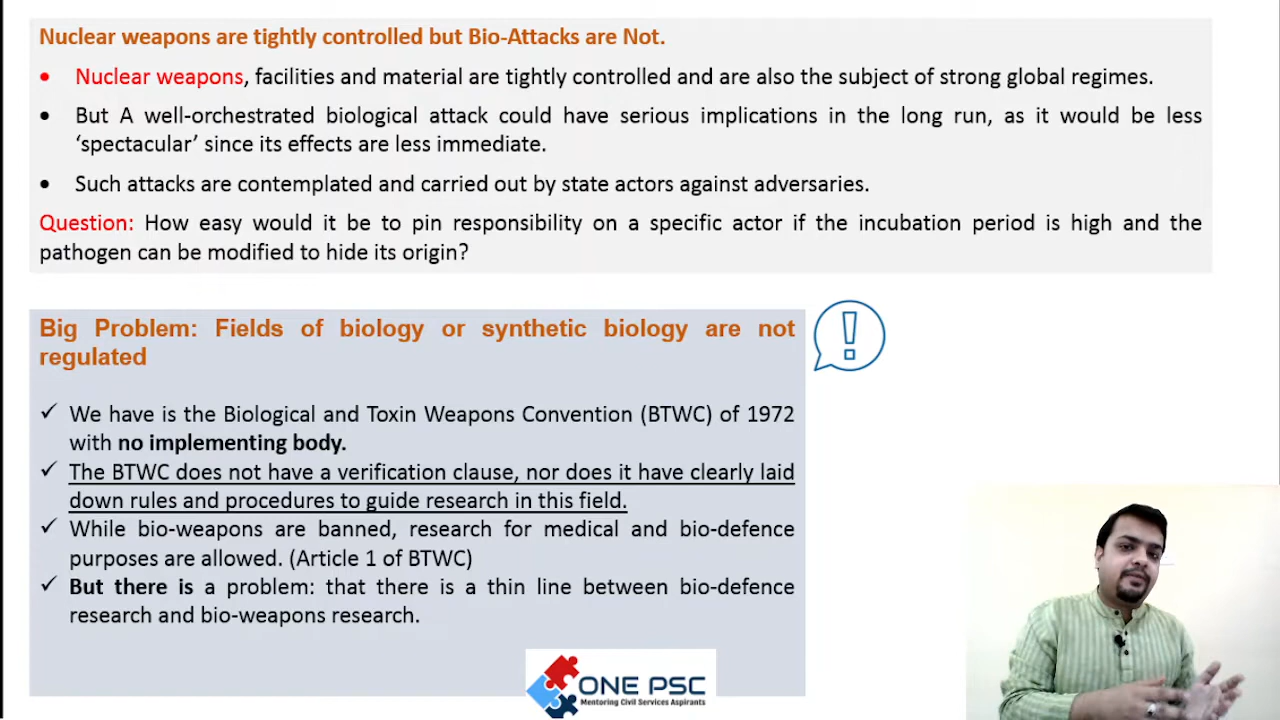 Nuclear weapons are tightly controlled but Bio-Attacks are Not.
• Nuclear weapons, facilities and material are tightly controlled and are also the subject of strong global regimes.
• But A well-orchestrated biological attack could have serious implications in the long run, as it would be less
‘spectacular’ since its effects are less immediate.
• Such attacks are contemplated and carried out by state actors against adversaries.
Question: How easy would it be to pin responsibility on a specific actor if the incubation period is high and the
pathogen can be modified to hide its origin?
Big Problem: Fields of biology or synthetic biology are not
regulated
✓ We have is the Biological and Toxin Weapons Convention (BTWC) of 1972
with no implementing body.
✓ The BTWC does not have a verification clause, nor does it have clearly laid
down rules and procedures to guide research in this field.
✓ While bio-weapons are banned, research for medical and bio-defence
purposes are allowed. (Article 1 of BTWC)
✓ But there is a problem: that there is a thin line between bio-defence
research and bio-weapons research.
ONE PSC
Mentoring Civil Services Aspirants